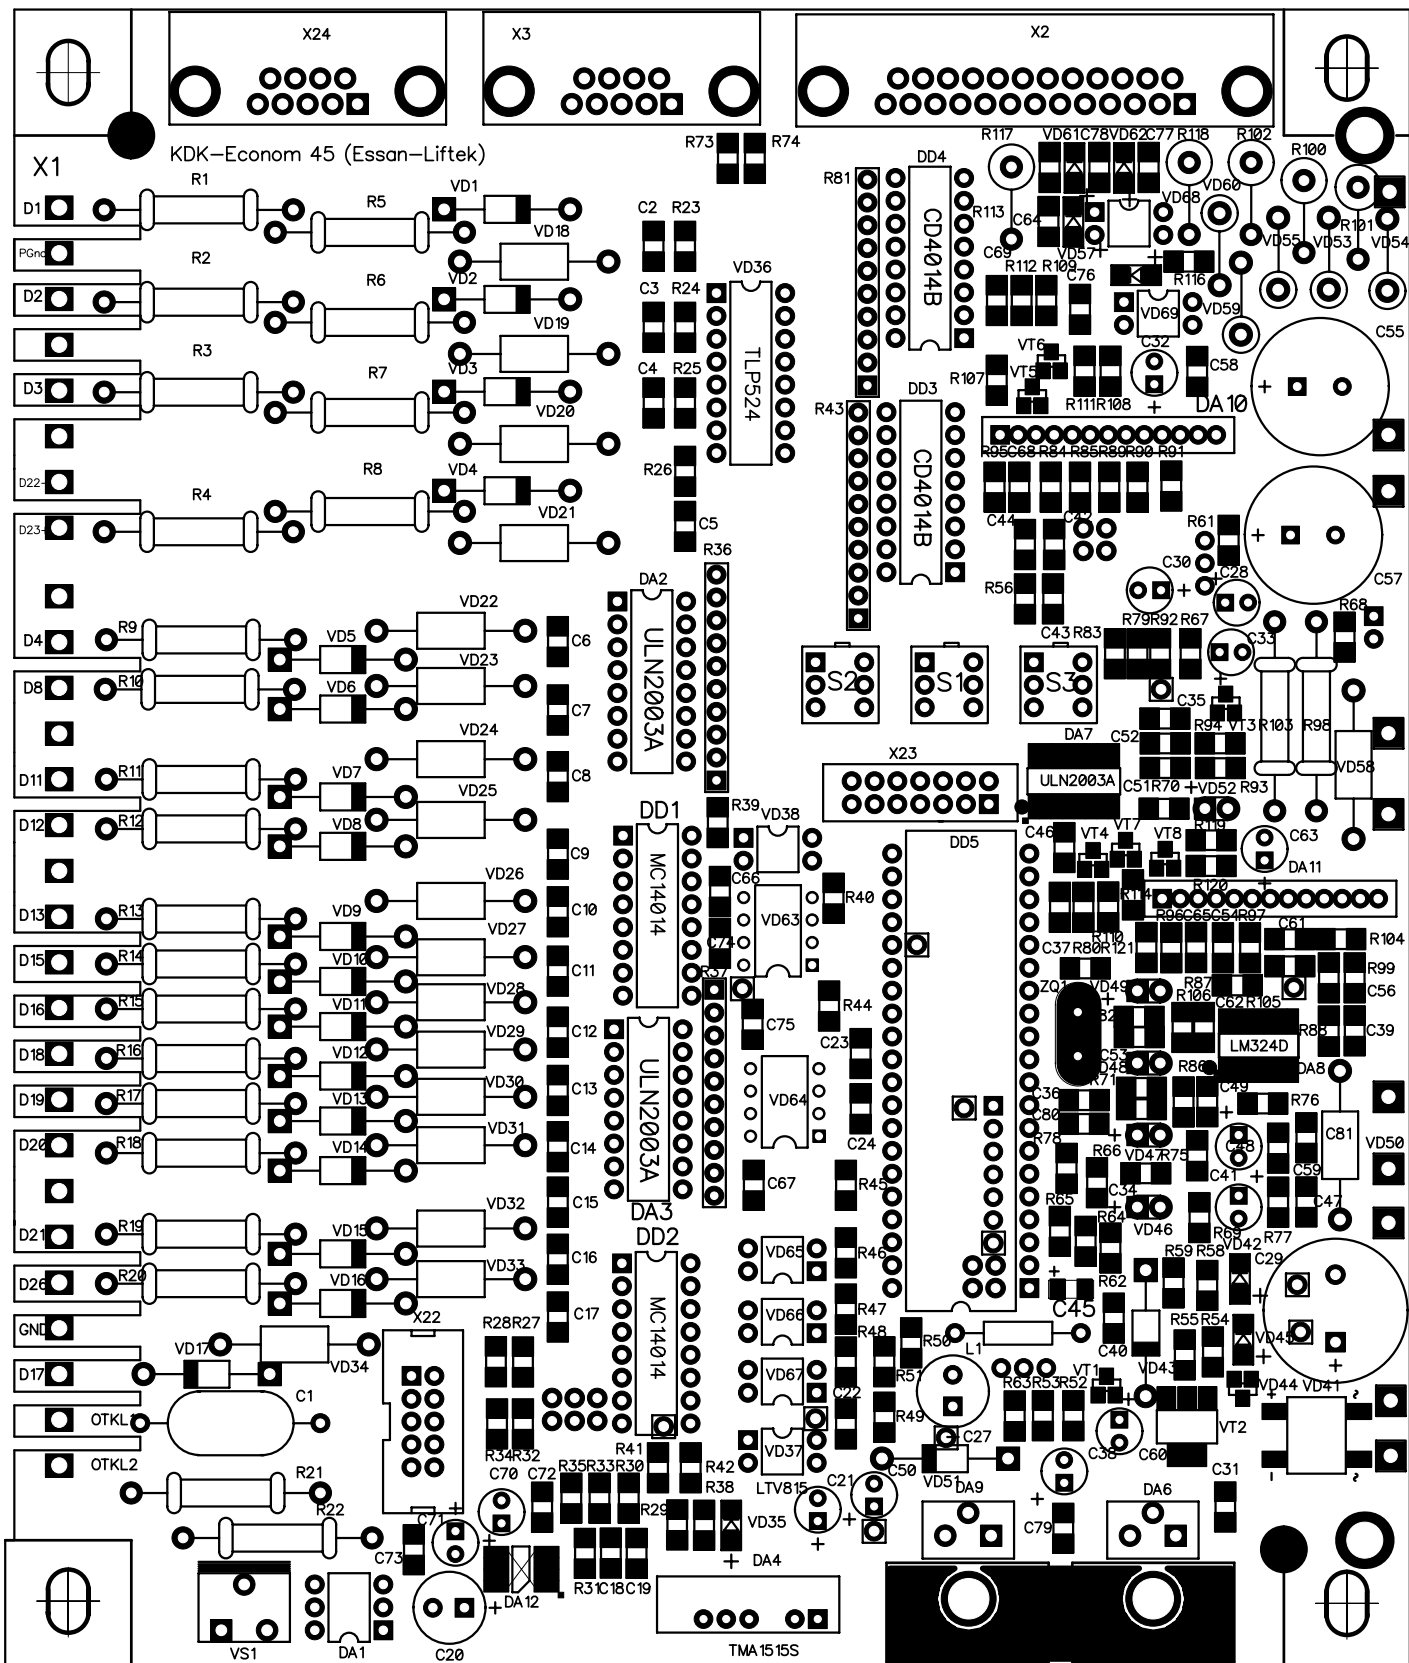 X24
X3
X2
KDK-Econom 45 (Essan-Liftek)
X1
R73
R74
R117
VD61
C78
VD62
C77
R118
R102
R100
DD4
R81
D1
R1
R5
VD1
VD18
C2
R23
CD4014B
R113
C64
VD57
VD68
VD60
R101
VD55
VD53
VD54
PGnd
R2
R6
VD2
VD36
C69
R112
R109
C76
R116
VD59
D2
C3
R24
VD19
VD69
C55
R3
R7
VD3
TLP524
VT6
C32
C58
D3
C4
R25
DD3
R107
VT5
R111
R108
DA10
VD20
R43
R95
C68
R84
R85
R89
R90
R91
R4
R8
VD4
R26
CD4014B
D22-
D23-
VD21
C5
C44
C42
R61
R36
DA2
R56
C30
C28
C57
VD22
ULN2003A
C43
R83
R79
R92
R67
C33
R68
D4
R9
VD5
C6
VD23
D8
R10
VD6
C7
S2
S1
S3
C35
VD24
DA7
C52
R94
VT3
R103
R98
X23
D11
R11
VD7
C8
ULN2003A
C51
R70
VD52
R93
VD58
VD25
DD1
R39
VD38
DD5
D12
R12
VD8
C9
C46
VT4
VT7
VT8
R119
C63
DA11
MC14014
VD26
C66
R40
R114
R120
D13
R13
VD9
C10
VD63
R110
R96
C65
C54
R97
C61
R104
VD27
C74
C37
R80
R121
D15
R14
VD10
C11
R37
ZQ1
VD49
R87
R99
VD28
R44
R106
C62
R105
C56
D16
R15
VD11
C12
C75
R88
C39
VD29
ULN2003A
C23
LM324D
D18
R16
VD12
C53
VD48
R86
DA8
VD30
C13
VD64
C36
R71
C49
R76
D19
R17
VD13
C80
VD31
C24
R78
R66
VD47
R75
C48
C81
VD50
D20
R18
VD14
C14
C67
R45
C34
C41
C59
VD32
C15
DA3
R65
R64
VD46
R69
R77
C47
D21
R19
VD15
DD2
VD65
R46
VD42
VD33
C16
R59
R58
C29
D26
R20
VD16
R62
C45
X22
C17
MC14014
VD66
R47
GND
R28
R27
R48
R50
L1
C40
R55
R54
VD45
VD17
VD34
VD67
R51
VT1
VD43
D17
C1
C22
R63
R53
R52
VD44
VD41
OTKL2
R34
R32
R41
VD37
R49
C27
C38
C60
VT2
R21
C70
C72
R35
R33
R30
R42
LTV815
C21
C50
VD51
DA9
DA6
C31
R22
C71
R29
R38
VD35
C79
C73
DA4
R31
C18
C19
DA12
VS1
DA1
C20
TMA1515S